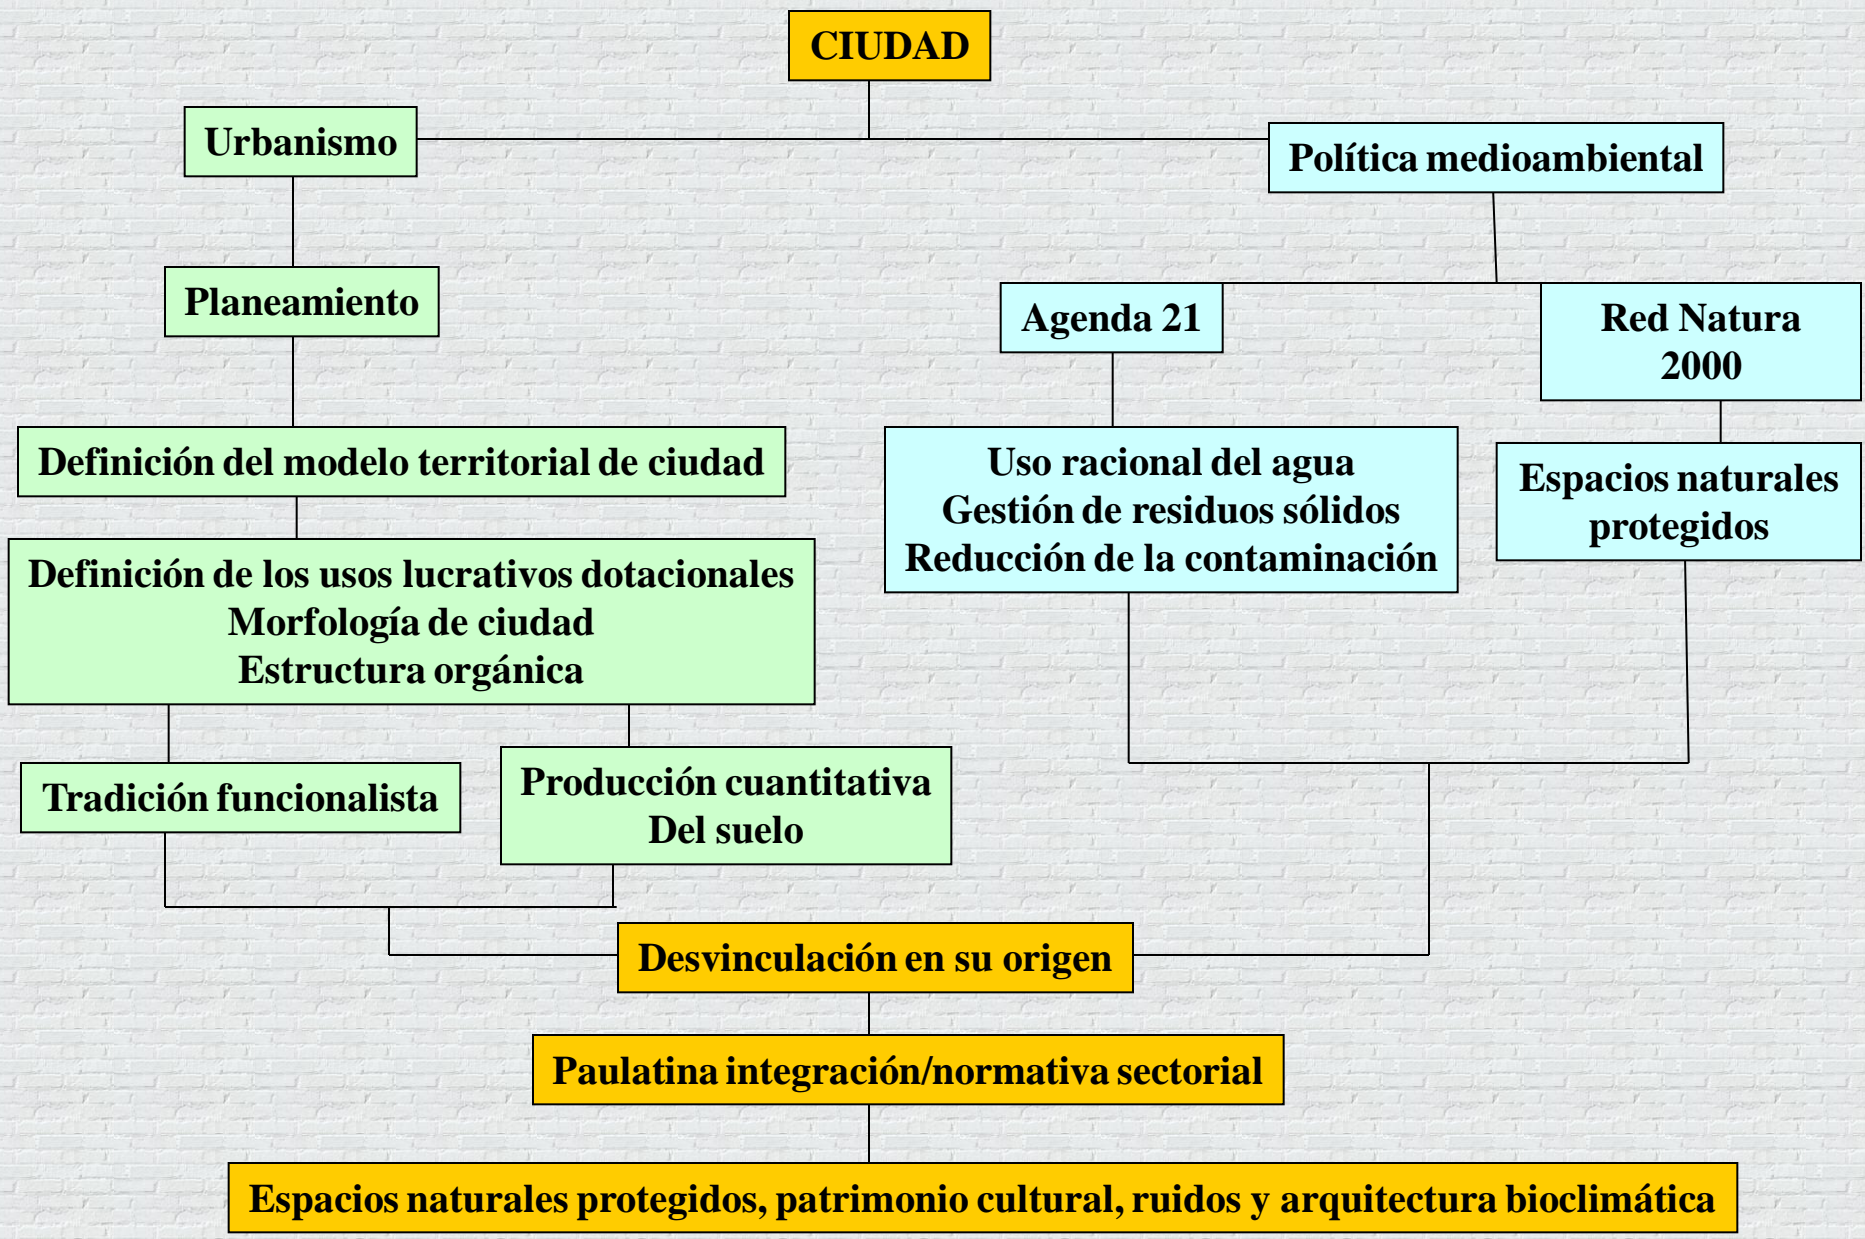 CIUDAD
Urbanismo
Política medioambiental
Planeamiento
Agenda 21
Red Natura
2000
Definición del modelo territorial de ciudad
Uso racional del agua
Gestión de residuos sólidos
Reducción de la contaminación
Espacios naturales
protegidos
Definición de los usos lucrativos dotacionales
Morfología de ciudad
Estructura orgánica
Tradición funcionalista
Producción cuantitativa
Del suelo
Desvinculación en su origen
Paulatina integración/normativa sectorial
Espacios naturales protegidos, patrimonio cultural, ruidos y arquitectura bioclimática